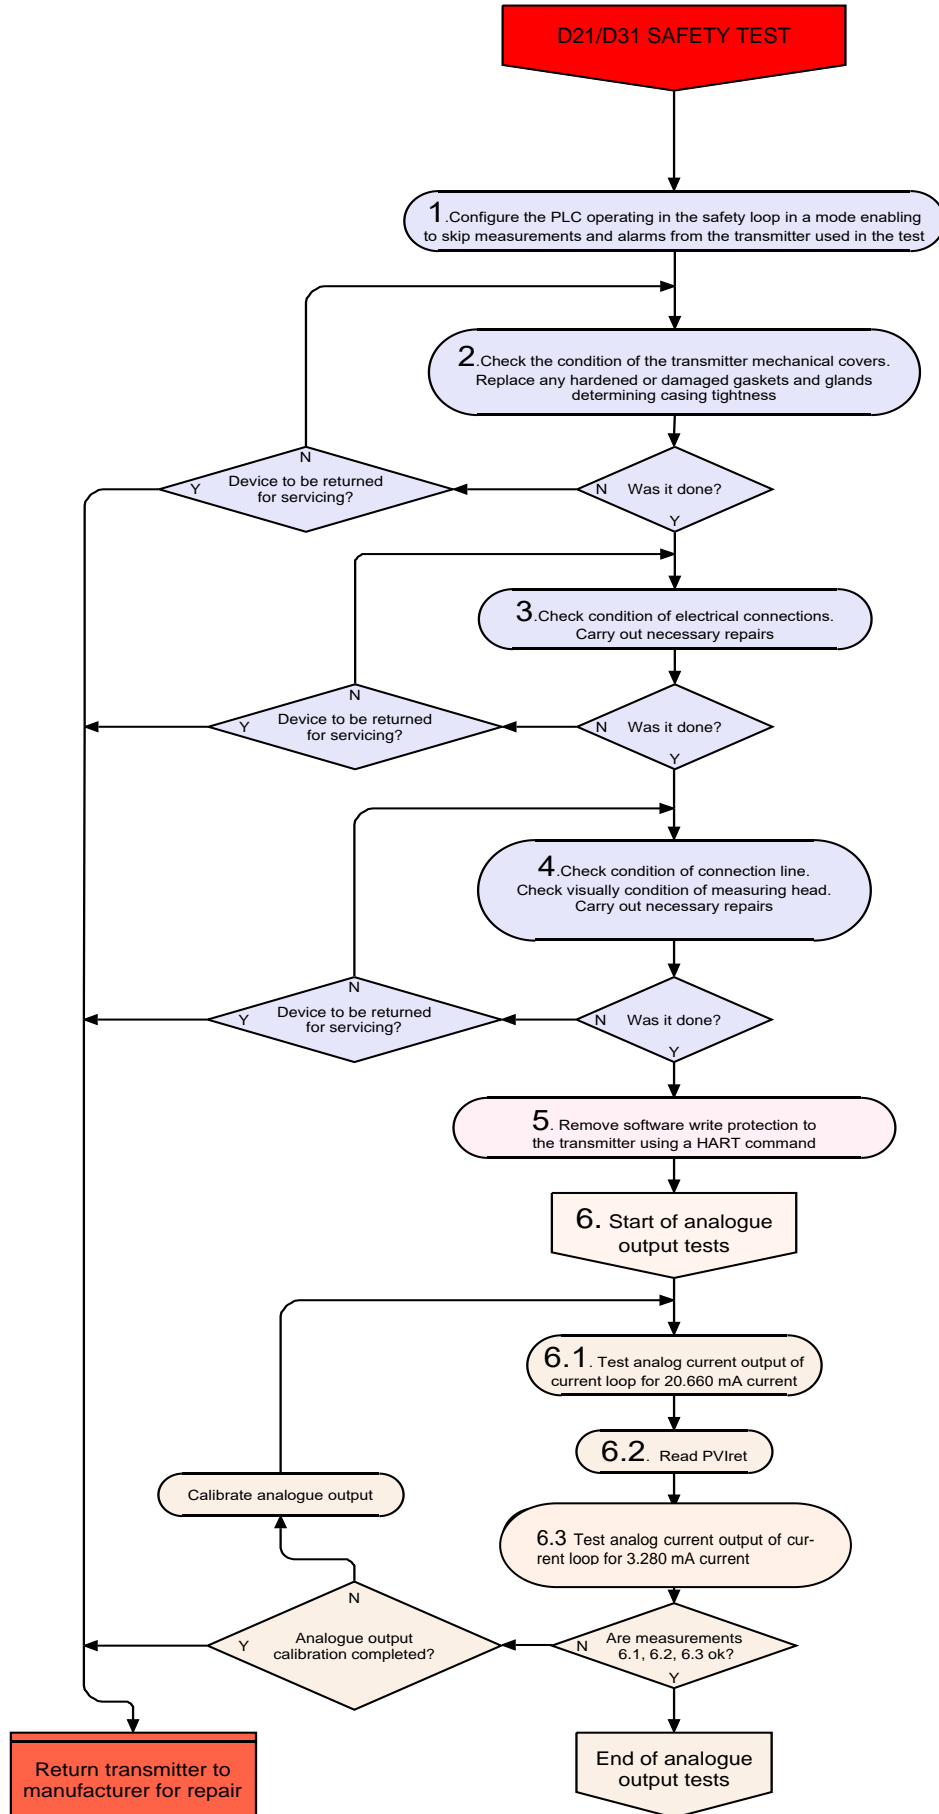 D21/D31 SAFETY TEST
1.Configure the PLC operating in the safety loop in a mode enabling
to skip measurements and alarms from the transmitter used in the test
2.Check the condition of the transmitter mechanical covers.
Replace any hardened or damaged gaskets and glands
determining casing tightness
N
Y
Device to be returned
for servicing?
N
Was it done?
Y
3.Check condition of electrical connections.
Carry out necessary repairs
N
Y
Device to be returned
for servicing?
N
Was it done?
Y
4.Check condition of connection line.
Check visually condition of measuring head.
Carry out necessary repairs
N
Y
Device to be returned
for servicing?
N
Was it done?
Y
5. Remove software write protection to
the transmitter using a HART command
6. Start of analogue
output tests
6.1. Test analog current output of
current loop for 20.660 mA current
6.2. Read PVIret
Calibrate analogue output
6.3 Test analog current output of cur-
rent loop for 3.280 mA current
N
Y
Analogue output
calibration completed?
N
Are measurements
6.1, 6.2, 6.3 ok?
Y
Return transmitter to
manufacturer for repair
End of analogue
output tests